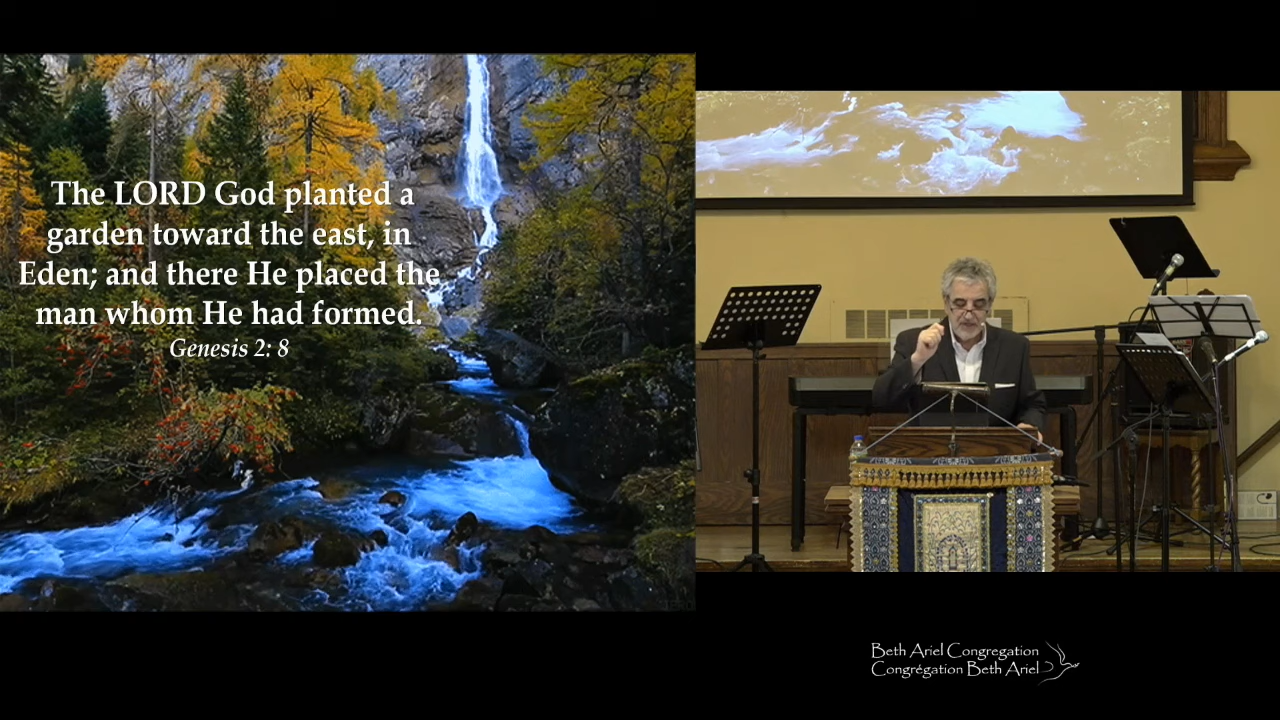 The LORD God planted a
garden toward the east, in
Eden; and there He placed the
man whom He had formed.
Genesis 2: 8
Beth Ariel Congregation
Congrégation Beth Ariel